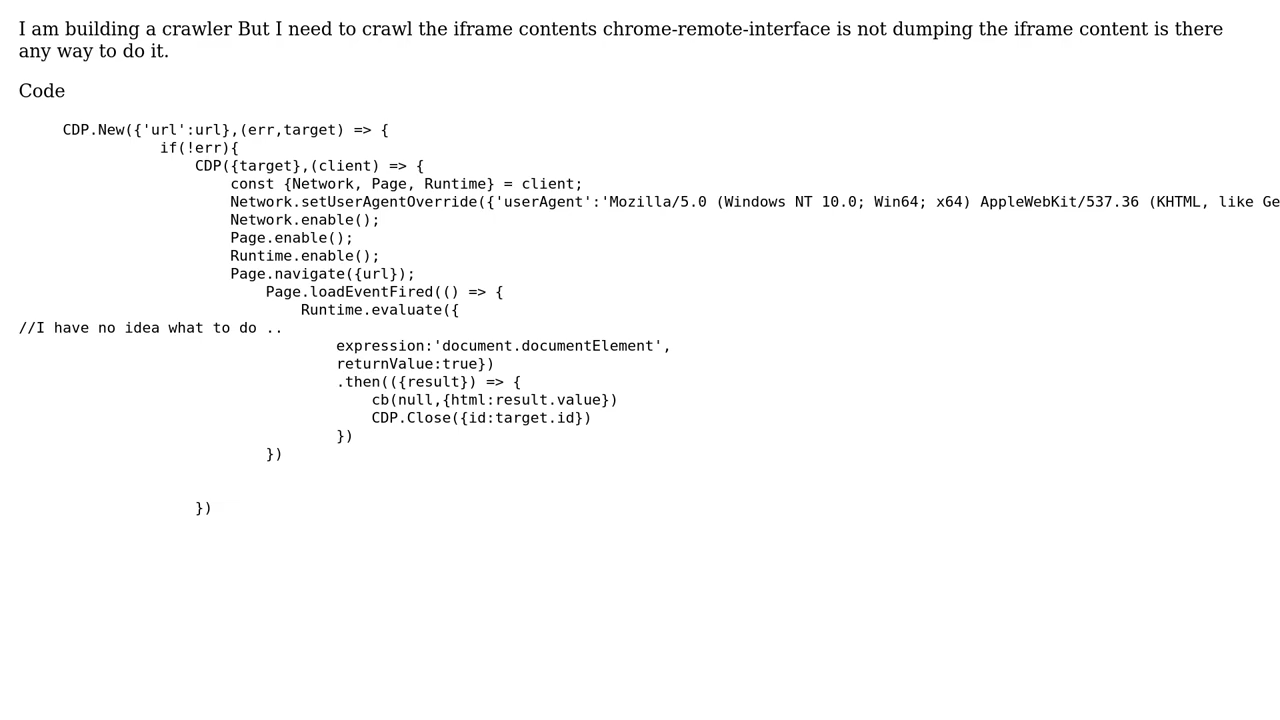 I am building a crawler But I need to crawl the iframe contents chrome-remote-interface is not dumping the iframe content is there
any way to do it.
Code
CDP.New({'url':url},(err,target) => {
if(!err){
CDP({target},(client) => {
const {Network, Page, Runtime} = client;
Network.setUserAgentOverride({'userAgent':'Mozilla/5.0 (Windows NT 10.0; Win64; x64) AppleWebKit/537.36 (KHTML, like Ge
Network.enable();
Page.enable();
Runtime.enable();
Page.navigate({url});
Page.loadEventFired(() => {
Runtime.evaluate({
//I have no idea what to do ..
expression:'document.documentElement',
returnValue:true})
.then(({result}) => {
cb(null,{html:result.value})
CDP.Close({id:target.id})
})
})
})